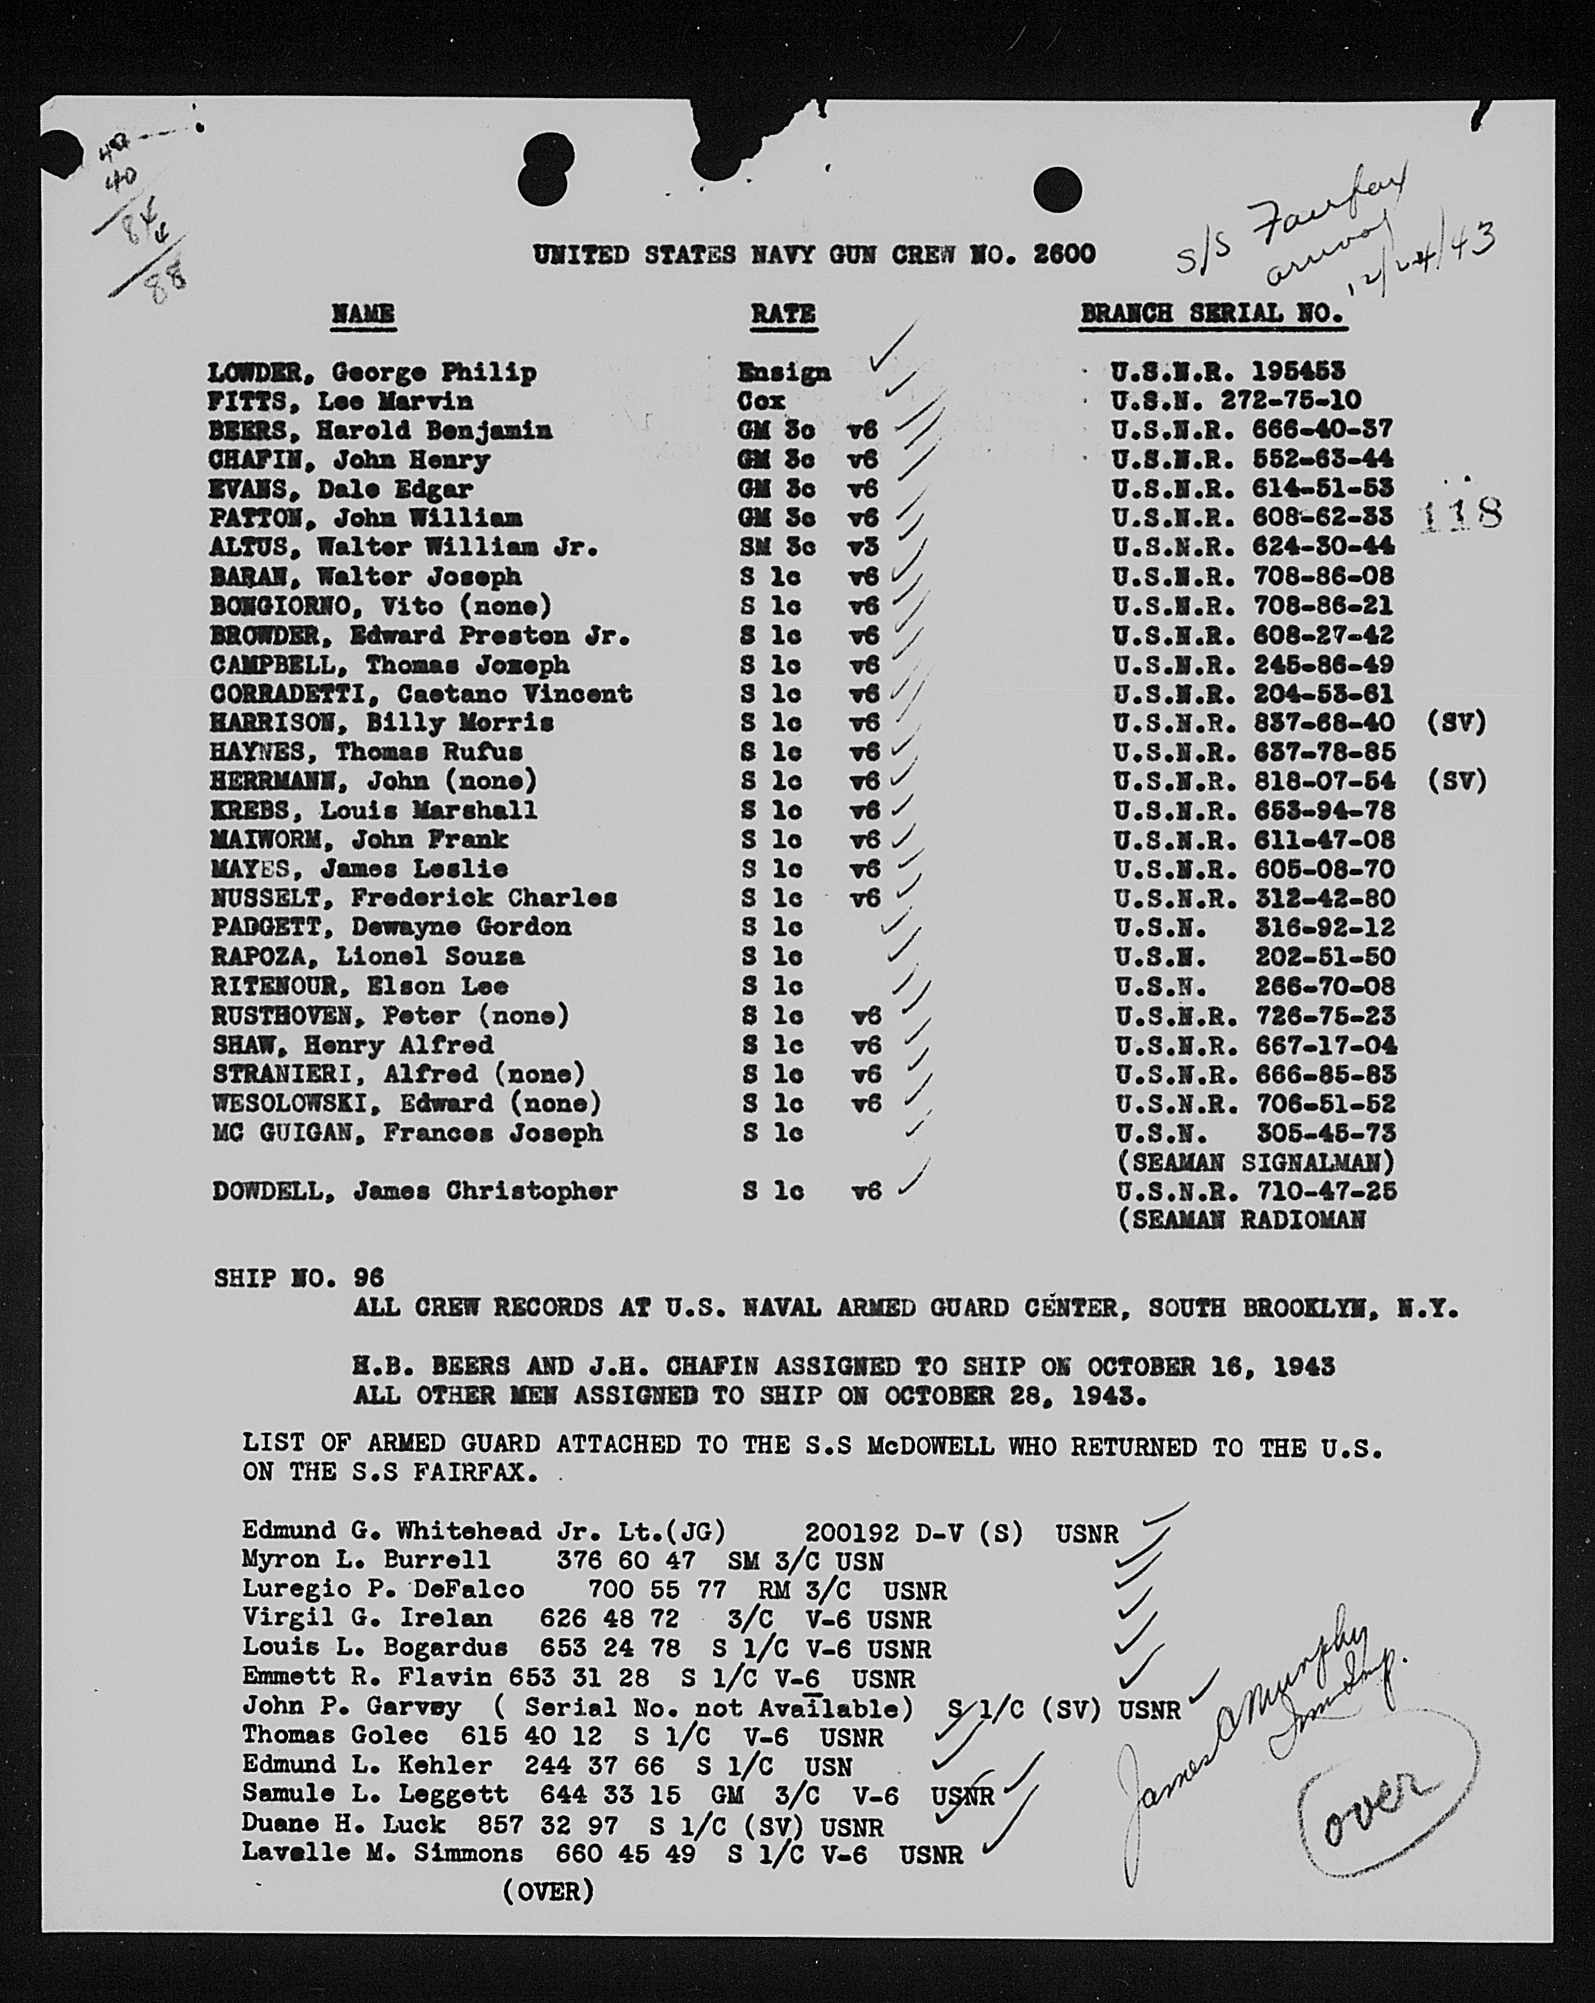 44
40
84
4
88
S/S Fairfax
arrival
12/24/43
UNITED STATES NAVY GUN CREW NO. 2600
NAME RATE BRANCH SERIAL NO.
LOWDER, George Philip Ensign U.S.N.R. 195453
FITTS, Lee Marvin Cox U.S.N. 272-75-10
BEERS, Harold Benjamin GM 3c v6 U.S.N.R. 666-40-37
CHAFIN, John Henry GM 3c v6 U.S.N.R. 552-63-44
EVANS, Dale Edgar GM 3c v6 U.S.N.R. 614-51-53
PATTON, John William GM 3c v6 U.S.N.R. 608-62-33
118
ALTUS, Walter William Jr. SM 3c v3 U.S.N.R. 624-30-44
BARAN, Walter Joseph S 1c v6 U.S.N.R. 708-86-08
BONGIORNO, Vito (none) S 1c v6 U.S.N.R. 708-86-21
BROWDER, Edward Preston Jr. S 1c v6 U.S.N.R. 608-27-42
CAMPBELL, Thomas Joseph S 1c v6 U.S.N.R. 245-86-49
CORRADETTI, Caetano Vincent S 1c v6 U.S.N.R. 204-53-61
HARRISON, Billy Morris S 1c v6 U.S.N.R. 837-68-40 (SV)
HAYNES, Thomas Rufus S 1c v6 U.S.N.R. 637-78-85
HERRMANN, John (none) S 1c v6 U.S.N.R. 818-07-54 (SV)
KREBS, Louis Marshall S 1c v6 U.S.N.R. 653-94-78
MAIWORM, John Frank S 1c v6 U.S.N.R. 611-47-08
MAYES, James Leslie S 1c v6 U.S.N.R. 605-08-70
NUSSELT, Frederick Charles S 1c v6 U.S.N.R. 312-42-80
PADGETT, Dewayne Gordon S 1c U.S.N. 316-92-12
RAPOZA, Lionel Souza S 1c U.S.N. 202-51-50
RITENOUR, Elson Lee S 1c U.S.N. 266-70-08
RUSTHOVEN, Peter (none) S 1c v6 U.S.N.R. 726-75-23
SHAW, Henry Alfred S 1c v6 U.S.N.R. 667-17-04
STRANIERI, Alfred (none) S 1c v6 U.S.N.R. 666-85-83
WESOLOWSKI, Edward (none) S 1c v6 U.S.N.R. 706-51-52
MC GUIGAN, Frances Joseph S 1c U.S.N. 305-45-73
(SEAMAN SIGNALMAN)
DOWDELL, James Christopher S 1c v6 U.S.N.R. 710-47-25
(SEAMAN RADIOMAN
SHIP NO. 96
ALL CREW RECORDS AT U.S. NAVAL ARMED GUARD CENTER, SOUTH BROOKLYN, N.Y.
H.B. BEERS AND J.H. CHAFIN ASSIGNED TO SHIP ON OCTOBER 16, 1943
ALL OTHER MEN ASSIGNED TO SHIP ON OCTOBER 28, 1943.
LIST OF ARMED GUARD ATTACHED TO THE S.S McDOWELL WHO RETURNED TO THE U.S.
ON THE S.S FAIRFAX.
Edmund G. Whitehead Jr. Lt.(JG) 200192 D-V (S) USNR
Myron L. Burrell 376 60 47 SM 3/C USN
Luregio P. DeFalco 700 55 77 RM 3/C USNR
Virgil G. Irelan 626 48 72 3/C V-6 USNR
Louis L. Bogardus 653 24 78 S 1/C V-6 USNR
Emmett R. Flavin 653 31 28 S 1/C V-6 USNR
John P. Garvey ( Serial No. not Available) S 1/C (SV) USNR
Thomas Golec 615 40 12 S 1/C V-6 USNR
Edmund L. Kehler 244 37 66 S 1/C USN
Samule L. Leggett 644 33 15 GM 3/C V-6 USNR
Duane H. Luck 857 32 97 S 1/C (SV) USNR
Lavelle M. Simmons 660 45 49 S 1/C V-6 USNR
James A Murphy
Imm Insp.
over
(OVER)